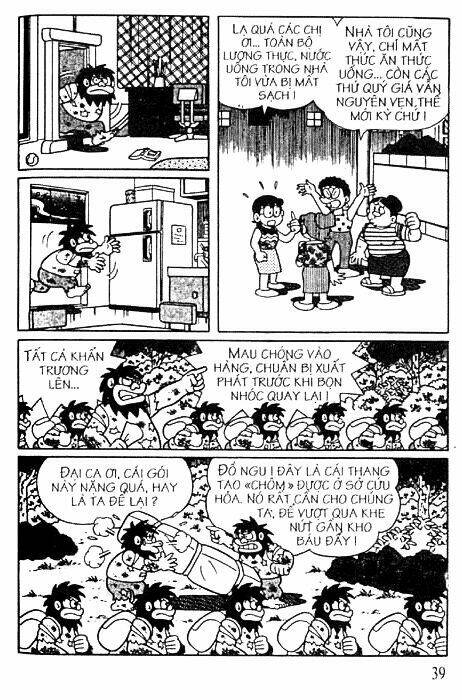 LẠ QUÁ CÁC CHỊ
ƠI... TOÀN BỘ
LƯƠNG THỰC, NƯỚC
UỐNG TRONG NHÀ
TÔI VỪA BỊ MẤT
SẠCH !
NHÀ TÔI CŨNG
VẬY, CHỈ MẤT
THỨC ĂN THỨC
UỐNG... CÒN CÁC
THỨ QUÝ GIÁ VẪN
NGUYÊN VẸN, THẾ
MỚI KỲ CHỨ !
TẤT CẢ KHẨN
TRƯƠNG
LÊN...
MAU CHÓNG VÀO
HÀNG, CHUẨN BỊ XUẤT
PHÁT TRƯỚC KHI BỌN
NHÓC QUAY LẠI !
ĐẠI CA ƠI, CÁI GÓI
NÀY NẶNG QUÁ, HAY
LÀ TA ĐỂ LẠI ?
ĐỒ NGU ! ĐÂY LÀ CÁI THANG
TAO «CHÔM» ĐƯỢC Ở SỞ CỨU
HỎA. NÓ RẤT CẦN CHO CHÚNG
TA, ĐỂ VƯỢT QUA KHE
NỨT GẦN KHO
BÁU ĐẤY !
39